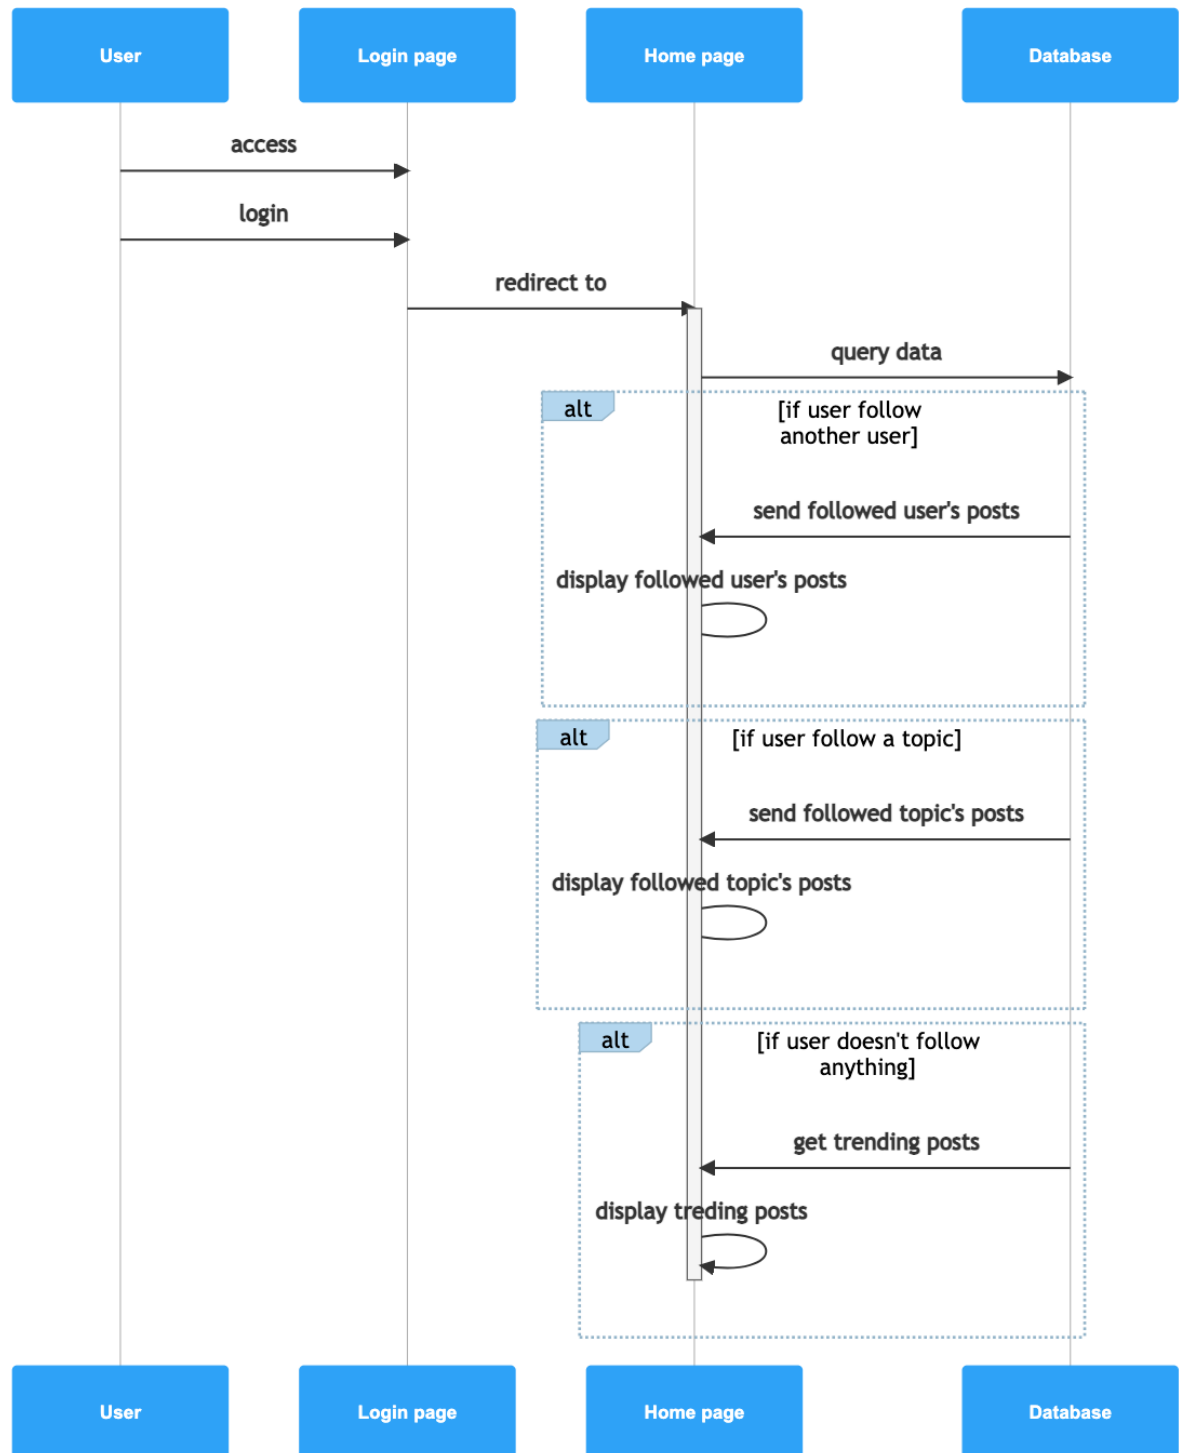 User
Login page
Home page
Database
access
login
redirect to
query data
alt
[if user follow
another user]
send followed user's posts
display followed user's posts
alt
[if user follow a topic]
send followed topic's posts
display followed topic's posts
alt
[if user doesn't follow
anything]
get trending posts
display treding posts
User
Login page
Home page
Database